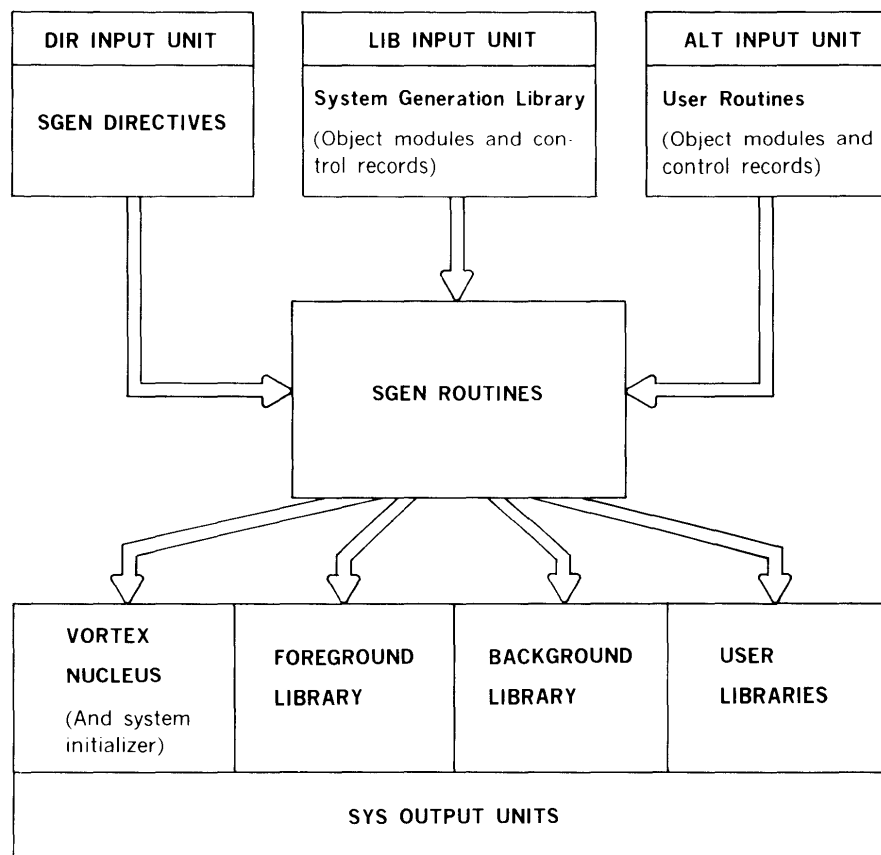 DIR INPUT UNIT
SGEN DIRECTIVES
LIB INPUT UNIT
System Generation Library
(Object modules and con-
trol records)
ALT INPUT UNIT
User Routines
(Object modules and
control records)
SGEN ROUTINES
VORTEX
NUCLEUS
(And system
initializer)
FOREGROUND
LIBRARY
BACKGROUND
LIBRARY
USER
LIBRARIES
SYS OUTPUT UNITS